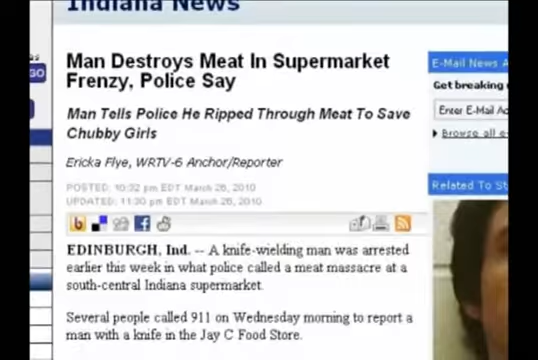 Indiana News
Man Destroys Meat In Supermarket
Frenzy, Police Say
Man Tells Police He Ripped Through Meat To Save
Chubby Girls
Ericka Flye, WRTV-6 Anchor/Reporter
POSTED: 10:32 pm EDT March 26, 2010
UPDATED: 11:30 pm EDT March 26, 2010
EDINBURGH, Ind. -- A knife-wielding man was arrested
earlier this week in what police called a meat massacre at a
south-central Indiana supermarket.
Several people called 911 on Wednesday morning to report a
man with a knife in the Jay C Food Store.
GO
E-Mail News A
Get breaking
Enter E-Mail Ad
Browse all e-
Related To St